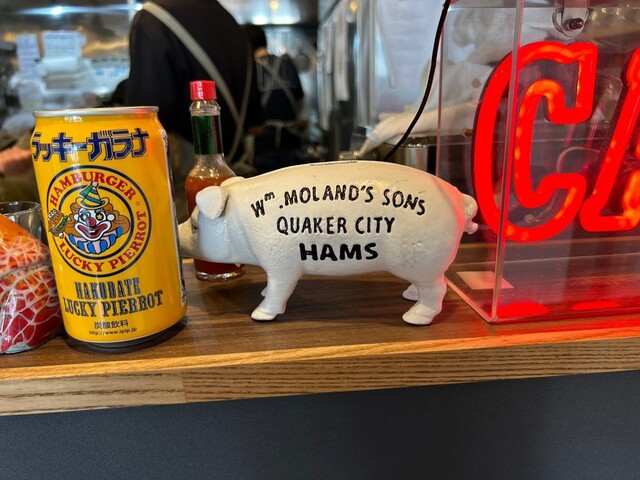 ラッキーガラナ
HAMBURGER
LUCKY PIERROT
HAKODATE
LUCKY PIERROT
炭酸飲料
Wm. MOLAND'S SONS
QUAKER CITY
HAMS